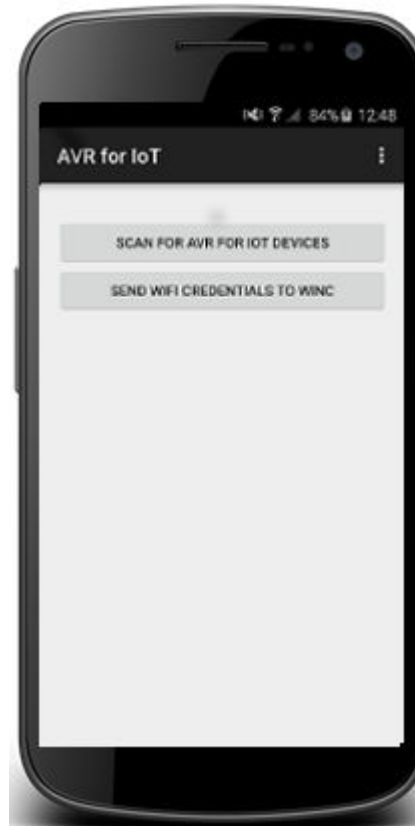 84% 12:48
AVR for IoT
SCAN FOR AVR FOR IOT DEVICES
SEND WIFI CREDENTIALS TO WINC